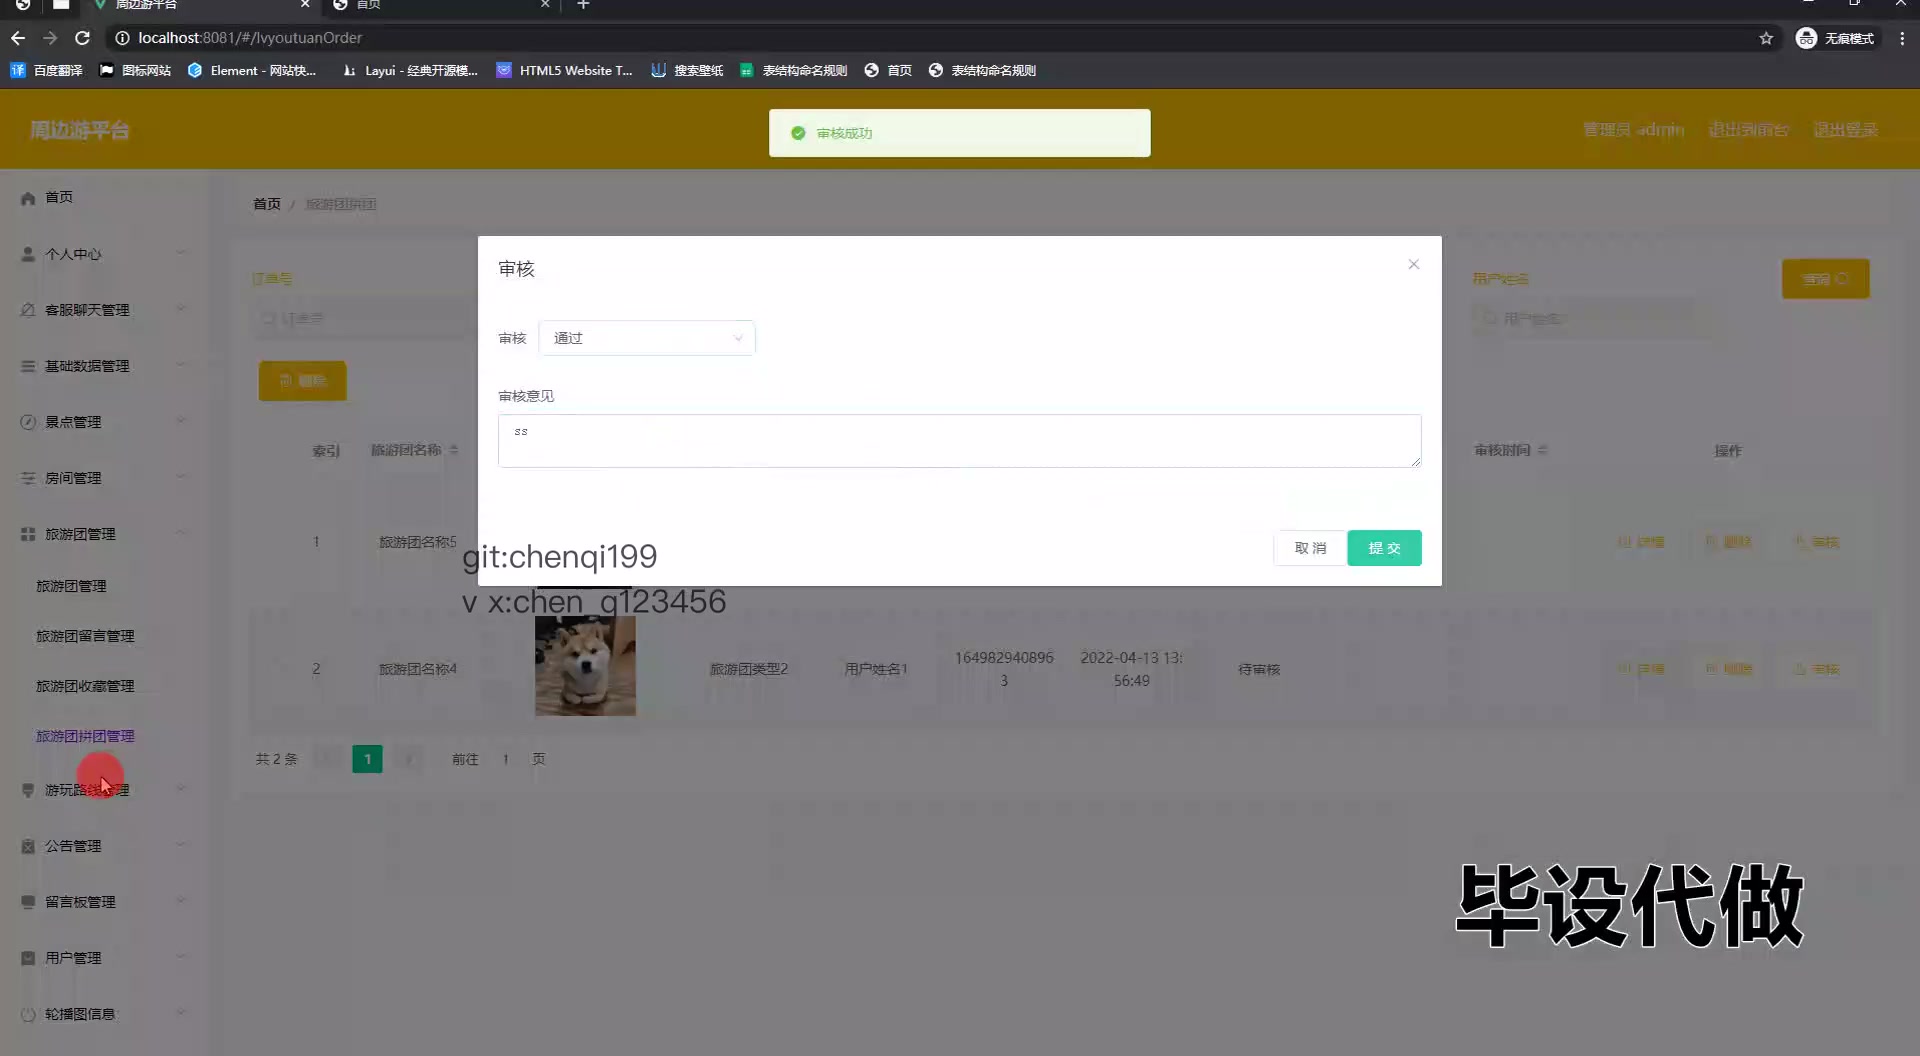 周边游平台
首页
localhost:8081/#/lvyoutuanOrder
无痕模式
百度翻译
图标网站
Element - 网站快...
Layui - 经典开源模...
HTML5 Website T...
搜索壁纸
表结构命名规则
首页
表结构命名规则
周边游平台
审核成功
管理员 admin
退出到前台
退出登录
首页
个人中心
客服聊天管理
基础数据管理
景点管理
房间管理
旅游团管理
旅游团管理
旅游团留言管理
旅游团收藏管理
旅游团拼团管理
游玩路线管理
公告管理
留言板管理
用户管理
轮播图信息
首页 / 旅游团拼团
订单号
订单号
用户姓名
用户姓名
查询
删除
审核
审核 通过
审核意见
ss
取 消
提 交
索引 旅游团名称 审核时间 操作
1 旅游团名称5 详情 删除 审核
git:chenqi199
v x:chen_q123456
2 旅游团名称4 旅游团类型2 用户姓名1 164982940896
3 2022-04-13 13:
56:49 待审核 详情 删除 审核
共 2 条 1 前往 1 页
毕设代做